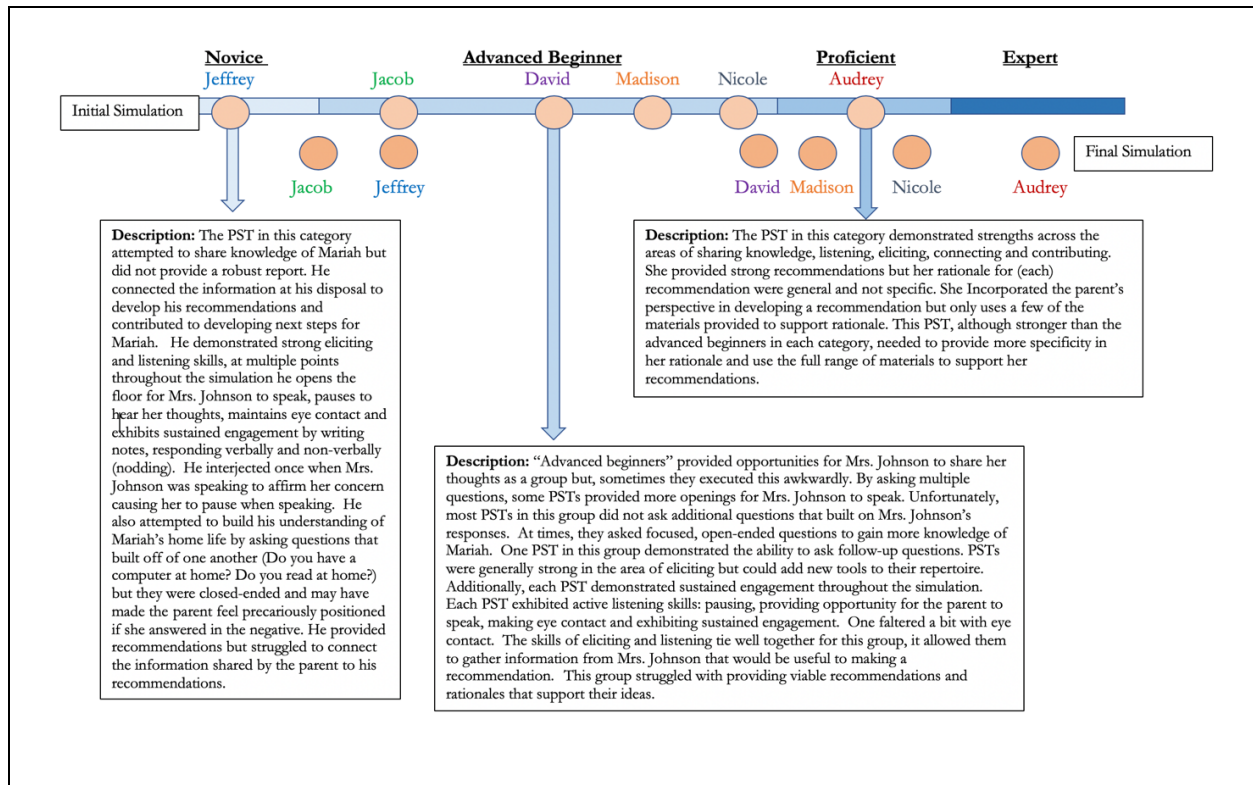 Novice
Advanced Beginner
Proficient
Expert
Jeffrey
Jacob
David
Madison
Nicole
Audrey
Initial Simulation
Final Simulation
Jacob
Jeffrey
David
Madison
Nicole
Audrey
Description: The PST in this category
attempted to share knowledge of Mariah but
did not provide a robust report. He
connected the information at his disposal to
develop his recommendations and
contributed to developing next steps for
Mariah. He demonstrated strong eliciting
and listening skills, at multiple points
throughout the simulation he opens the
floor for Mrs. Johnson to speak, pauses to
hear her thoughts, maintains eye contact and
exhibits sustained engagement by writing
notes, responding verbally and non-verbally
(nodding). He interjected once when Mrs.
Johnson was speaking to affirm her concern
causing her to pause when speaking. He
also attempted to build his understanding of
Mariah's home life by asking questions that
built off of one another (Do you have a
computer at home? Do you read at home?)
but they were closed-ended and may have
made the parent feel precariously positioned
if she answered in the negative. He provided
recommendations but struggled to connect
the information shared by the parent to his
recommendations.
Description: The PST in this category demonstrated strengths across the
areas of sharing knowledge, listening, eliciting, connecting and contributing.
She provided strong recommendations but her rationale for (each)
recommendation were general and not specific. She Incorporated the parent's
perspective in developing a recommendation but only uses a few of the
materials provided to support rationale. This PST, although stronger than the
advanced beginners in each category, needed to provide more specificity in
her rationale and use the full range of materials to support her
recommendations.
Description: "Advanced beginners" provided opportunities for Mrs. Johnson to share her
thoughts as a group but, sometimes they executed this awkwardly. By asking multiple
questions, some PSTs provided more openings for Mrs. Johnson to speak. Unfortunately,
most PSTs in this group did not ask additional questions that built on Mrs. Johnson's
responses. At times, they asked focused, open-ended questions to gain more knowledge of
Mariah. One PST in this group demonstrated the ability to ask follow-up questions. PSTs
were generally strong in the area of eliciting but could add new tools to their repertoire.
Additionally, each PST demonstrated sustained engagement throughout the simulation.
Each PST exhibited active listening skills: pausing, providing opportunity for the parent to
speak, making eye contact and exhibiting sustained engagement. One faltered a bit with eye
contact. The skills of eliciting and listening tie well together for this group, it allowed them
to gather information from Mrs. Johnson that would be useful to making a
recommendation. This group struggled with providing viable recommendations and
rationales that support their ideas.